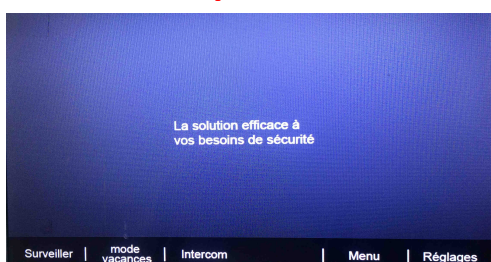 La solution efficace à
vos besoins de sécurité
Surveiller | mode vacances | Intercom | Menu | Réglages